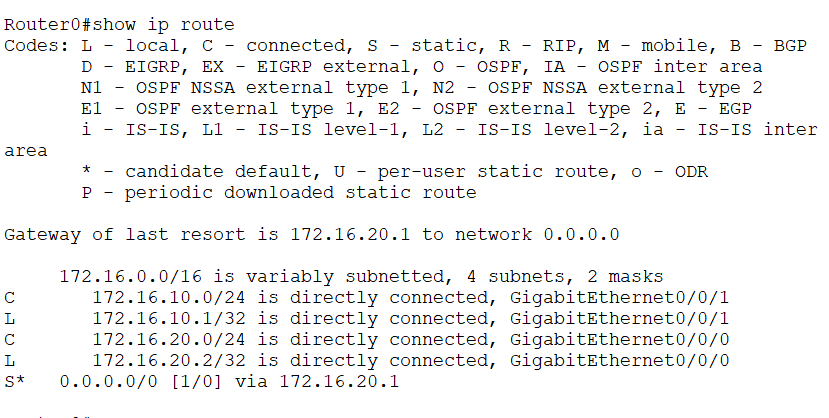 Router0#show ip route
Codes: L - local, C - connected, S - static, R - RIP, M - mobile, B - BGP
D - EIGRP, EX - EIGRP external, O - OSPF, IA - OSPF inter area
N1 - OSPF NSSA external type 1, N2 - OSPF NSSA external type 2
E1 - OSPF external type 1, E2 - OSPF external type 2, E - EGP
i - IS-IS, L1 - IS-IS level-1, L2 - IS-IS level-2, ia - IS-IS inter
area
* - candidate default, U - per-user static route, o - ODR
P - periodic downloaded static route
Gateway of last resort is 172.16.20.1 to network 0.0.0.0
172.16.0.0/16 is variably subnetted, 4 subnets, 2 masks
C 172.16.10.0/24 is directly connected, GigabitEthernet0/0/1
L 172.16.10.1/32 is directly connected, GigabitEthernet0/0/1
C 172.16.20.0/24 is directly connected, GigabitEthernet0/0/0
L 172.16.20.2/32 is directly connected, GigabitEthernet0/0/0
S* 0.0.0.0/0 [1/0] via 172.16.20.1